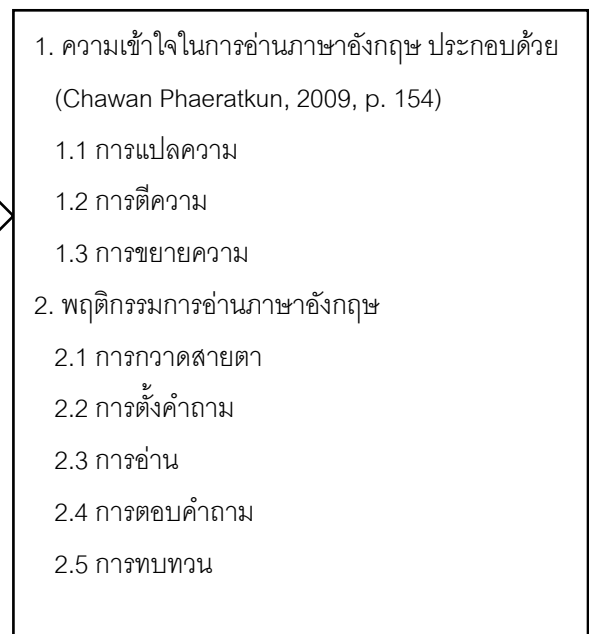 1. ความเข้าใจในการอ่านภาษาอังกฤษ ประกอบด้วย
(Chawan Phaeratkun, 2009, p. 154)
1.1 การแปลความ
1.2 การตีความ
1.3 การขยายความ
2. พฤติกรรมการอ่านภาษาอังกฤษ
2.1 การกวาดสายตา
2.2 การตั้งคำถาม
2.3 การอ่าน
2.4 การตอบคำถาม
2.5 การทบทวน